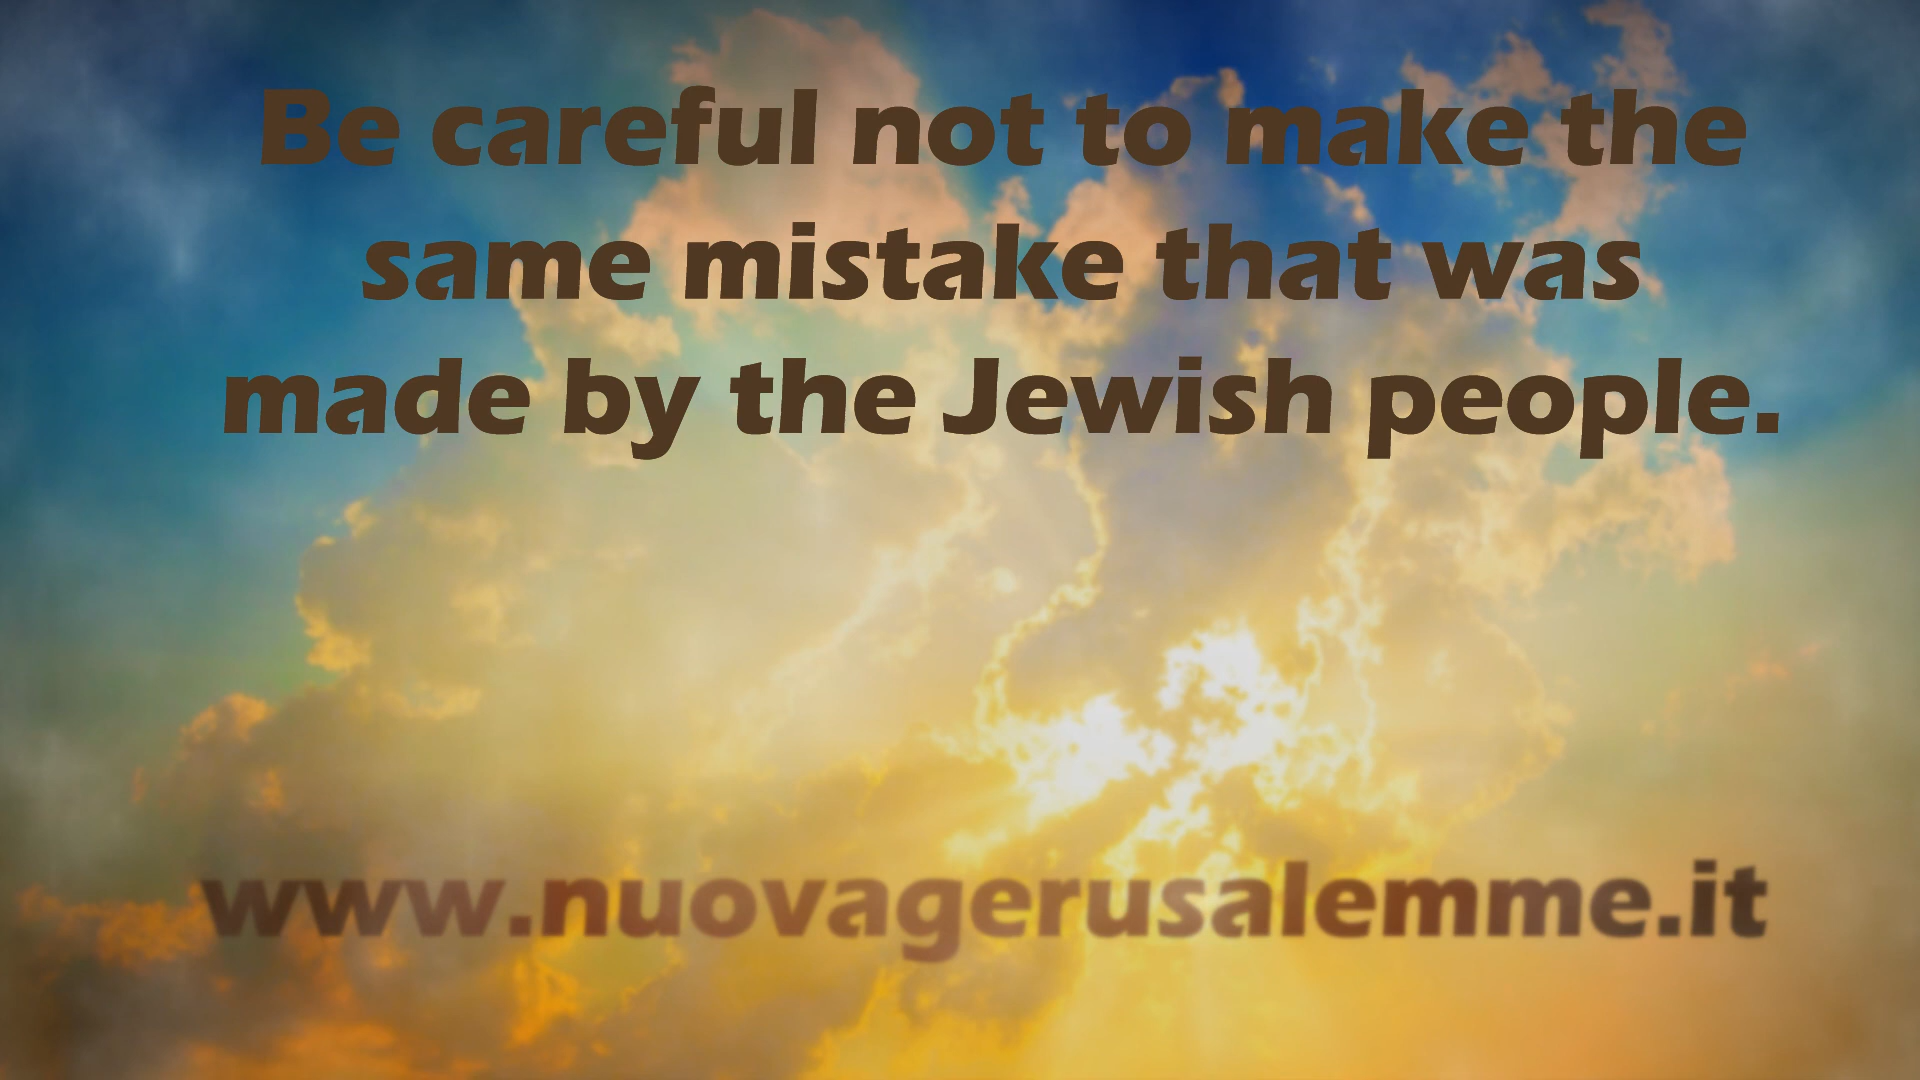 Be careful not to make the
same mistake that was
made by the Jewish people.
www.nuovagerusalemme.it